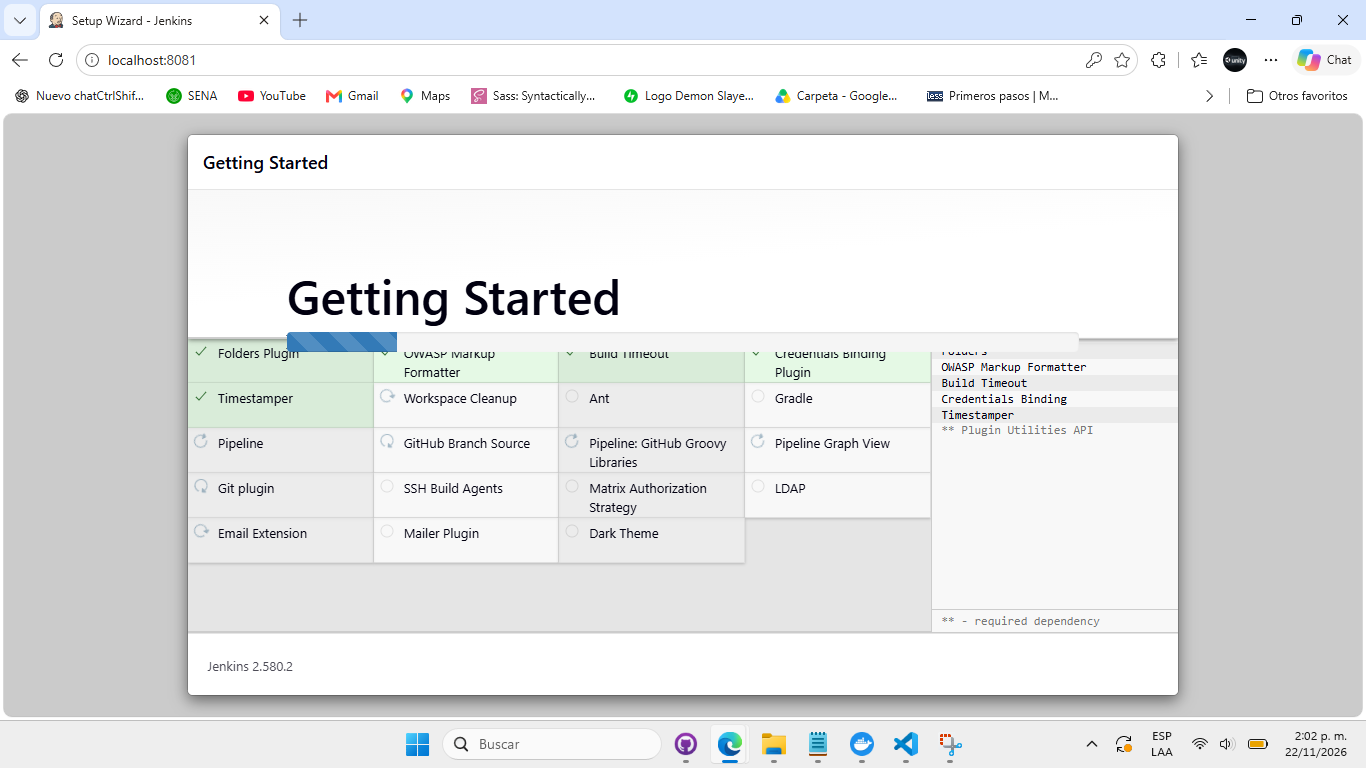 Setup Wizard - Jenkins
localhost:8081
unity
Chat
Nuevo chatCtrlShif...
SENA
YouTube
Gmail
Maps
Sass: Syntactically...
Logo Demon Slaye...
Carpeta - Google...
Primeros pasos | M...
Otros favoritos
Getting Started
Getting Started
Folders Plugin
OWASP Markup
Formatter
Build Timeout
Credentials Binding
Plugin
Timestamper
Workspace Cleanup
Ant
Gradle
Pipeline
GitHub Branch Source
Pipeline: GitHub Groovy
Libraries
Pipeline Graph View
Git plugin
SSH Build Agents
Matrix Authorization
Strategy
LDAP
Email Extension
Mailer Plugin
Dark Theme
Folders
OWASP Markup Formatter
Build Timeout
Credentials Binding
Timestamper
** Plugin Utilities API
** - required dependency
Jenkins 2.580.2
Buscar
ESP
LAA
2:02 p. m.
22/11/2026